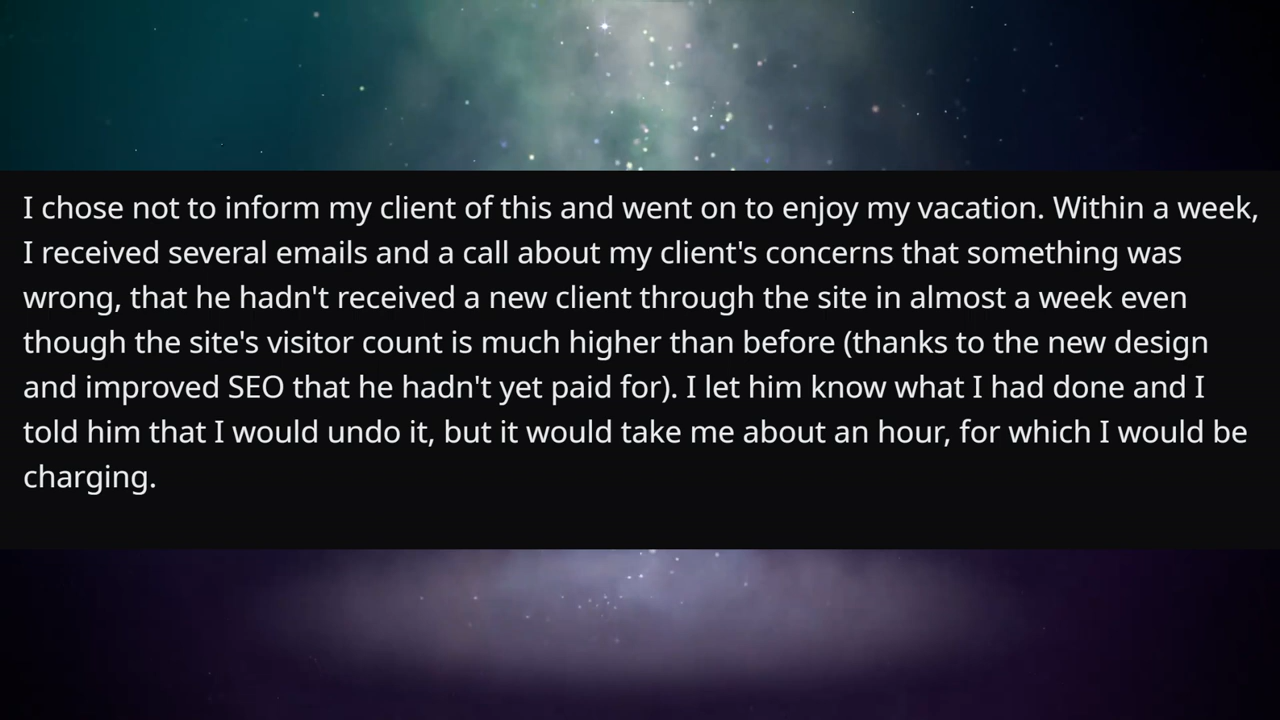 I chose not to inform my client of this and went on to enjoy my vacation. Within a week,
I received several emails and a call about my client's concerns that something was
wrong, that he hadn't received a new client through the site in almost a week even
though the site's visitor count is much higher than before (thanks to the new design
and improved SEO that he hadn't yet paid for). I let him know what I had done and I
told him that I would undo it, but it would take me about an hour, for which I would be
charging.